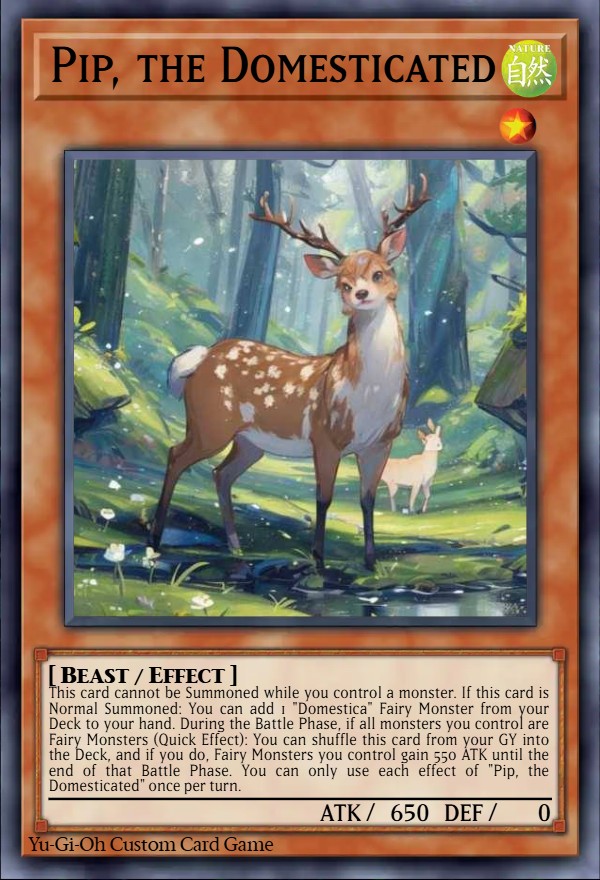 Pip, the Domesticated
NATURE
自然
[ Beast / Effect ]
This card cannot be Summoned while you control a monster. If this card is
Normal Summoned: You can add 1 "Domestica" Fairy Monster from your
Deck to your hand. During the Battle Phase, if all monsters you control are
Fairy Monsters (Quick Effect): You can shuffle this card from your GY into
the Deck, and if you do, Fairy Monsters you control gain 550 ATK until the
end of that Battle Phase. You can only use each effect of "Pip, the
Domesticated" once per turn.
ATK / 650 DEF / 0
Yu-Gi-Oh Custom Card Game